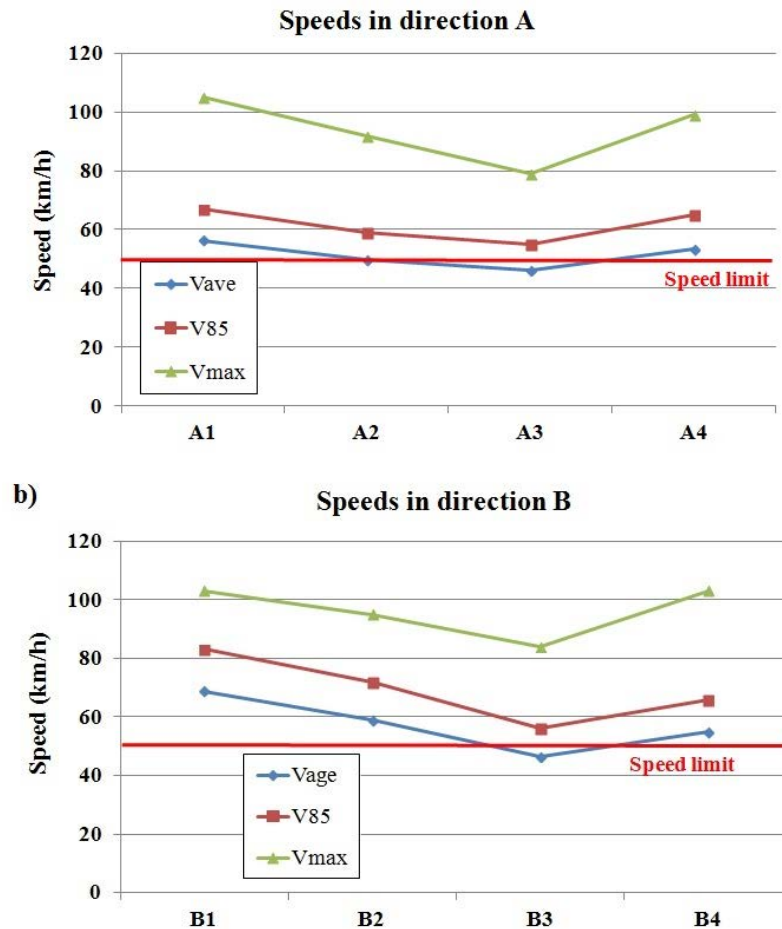 Speeds in direction A
120
100
80
60
40
20
0
Speed (km/h)
Speed limit
Vave
V85
Vmax
A1 A2 A3 A4
b)
Speeds in direction B
120
100
80
60
40
20
0
Speed (km/h)
Speed limit
Vage
V85
Vmax
B1 B2 B3 B4